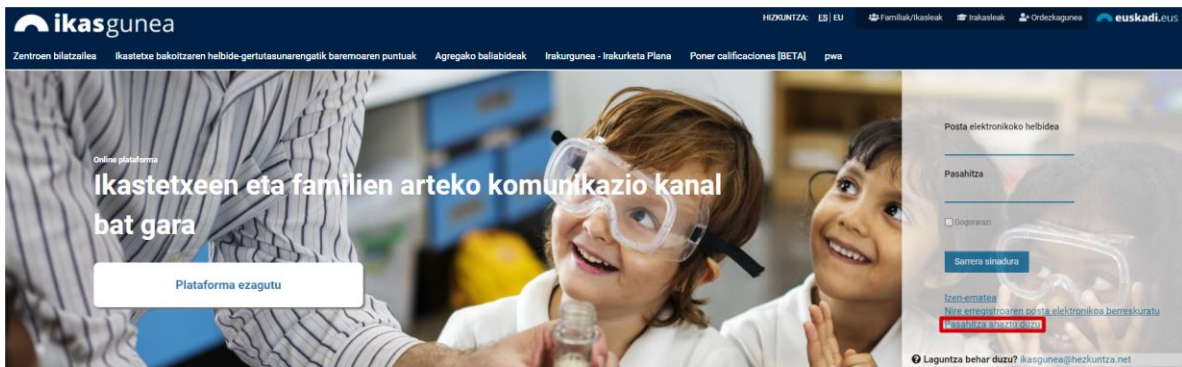 ikasgunea
HIZKUNTZA: ES | EU Familiak/Ikasleak Irakasleak Ordezkagunea euskadi.eus
Zentroen bilatzailea Ikastetxe bakoitzaren helbide-gertutasunarengatik baremoaren puntuak Agregako baliabideak Irakurgunea - Irakurketa Plana Poner calificaciones [BETA] pwa
Online plataforma
Ikastetxeen eta familien arteko komunikazio kanal
bat gara
Plataforma ezagutu
Posta elektronikoko helbidea
Pasahitza
Gogorarazi
Sarrera sinadura
Izen-ematea
Nire erregistroaren posta elektronikoa berreskuratu
Pasahitza ahaztu duzu
Laguntza behar duzu? ikasgunea@hezkuntza.net